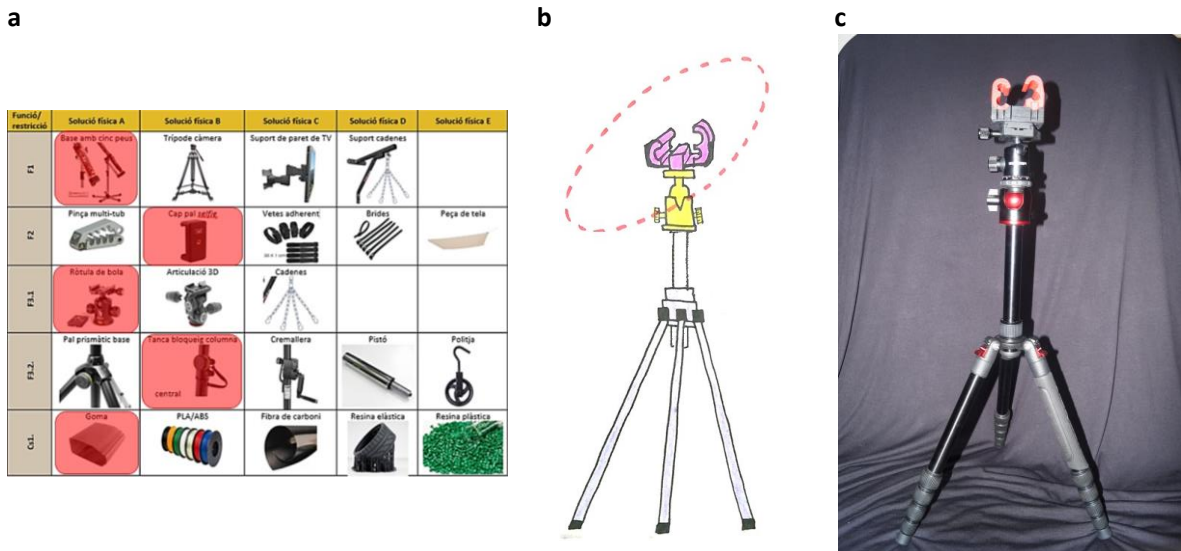 a
b
c
Funció/ restricció Solució física A Solució física B Solució física C Solució física D Solució física E
F1 Base amb cinc peus Trípode càmera Suport de paret de TV Suport cadenes
F2 Pinça multi-tub Cap pal selfie Vetes adherent Brides Peça de tela
F3.1 Ròtula de bola Articulació 3D Cadenes
F3.2. Pal prismàtic base Tanca bloqueig columna central Cremallera Pistó Politja
Cs1. Goma PLA/ABS Fibra de carboni Resina elàstica Resina plàstica